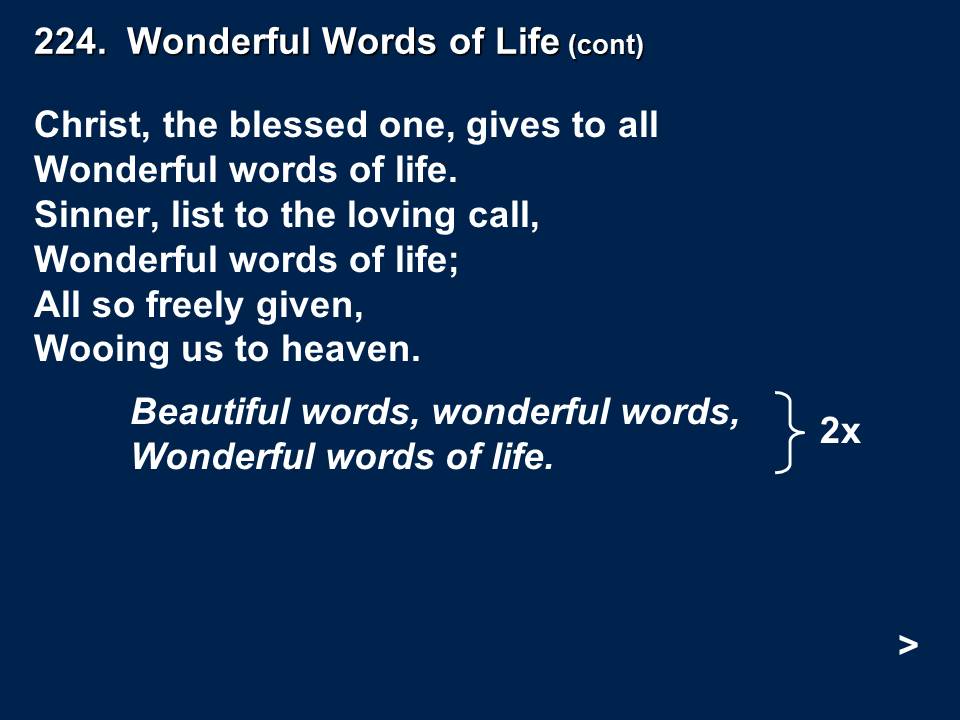 224. Wonderful Words of Life (cont)
Christ, the blessed one, gives to all
Wonderful words of life.
Sinner, list to the loving call,
Wonderful words of life;
All so freely given,
Wooing us to heaven.
Beautiful words, wonderful words,
Wonderful words of life.
2x
>